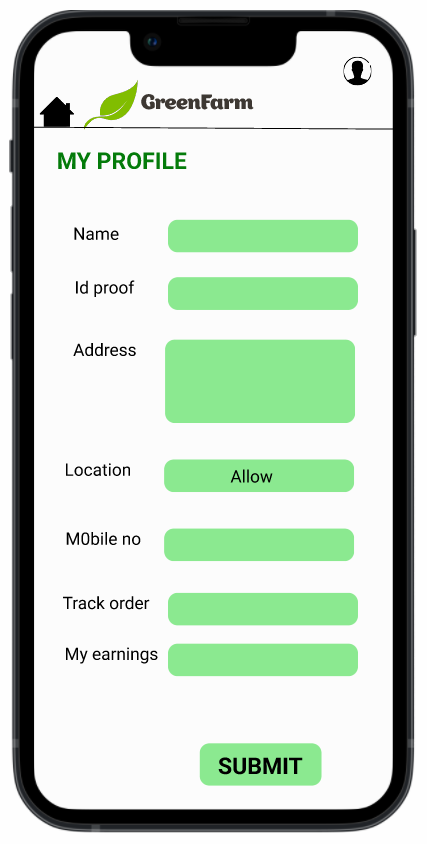 GreenFarm
MY PROFILE
Name
Id proof
Address
Location Allow
M0bile no
Track order
My earnings
SUBMIT